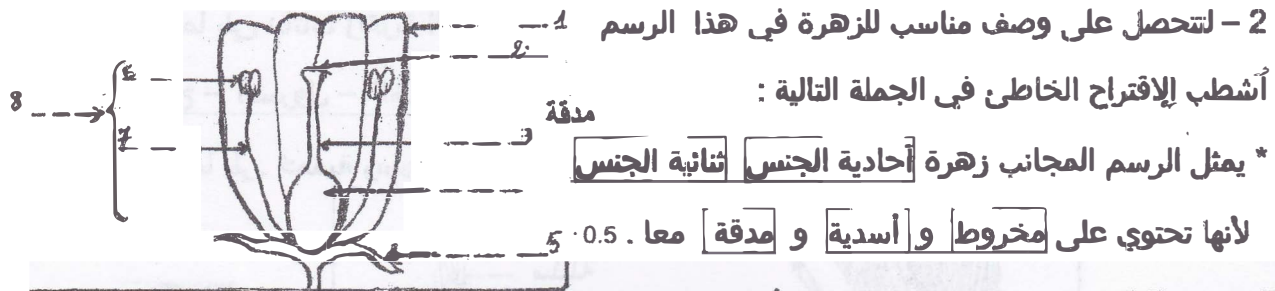 2 – لنتحصل على وصف مناسب للزهرة في هذا الرسم
أشطب الإقتراح الخاطئ في الجملة التالية :
* يمثل الرسم المجانب زهرة أحادية الجنس ثنائية الجنس
لأنها تحتوي على مخروط و أسدية و مدقة معا . 0.5
1
2
6
8
مدقة
3
7
5